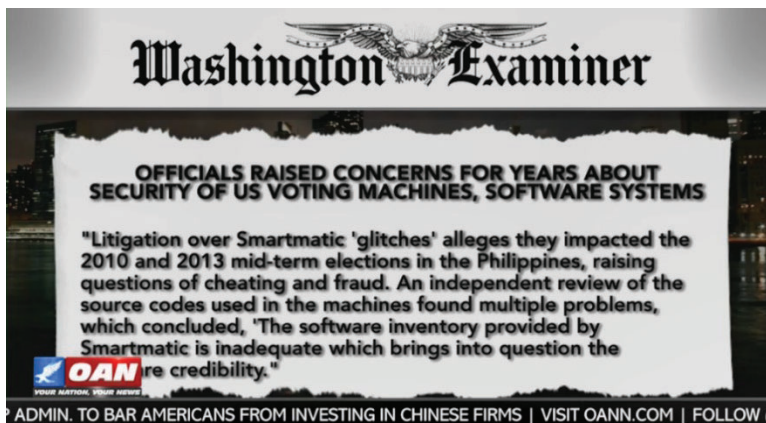 Washington Examiner
OFFICIALS RAISED CONCERNS FOR YEARS ABOUT
SECURITY OF US VOTING MACHINES, SOFTWARE SYSTEMS
"Litigation over Smartmatic 'glitches' alleges they impacted the
2010 and 2013 mid-term elections in the Philippines, raising
questions of cheating and fraud. An independent review of the
source codes used in the machines found multiple problems,
which concluded, 'The software inventory provided by
Smartmatic is inadequate which brings into question the
credibility."
OAN
YOUR NATION, YOUR NEWS
ADMIN. TO BAR AMERICANS FROM INVESTING IN CHINESE FIRMS | VISIT OANN.COM | FOLLOW